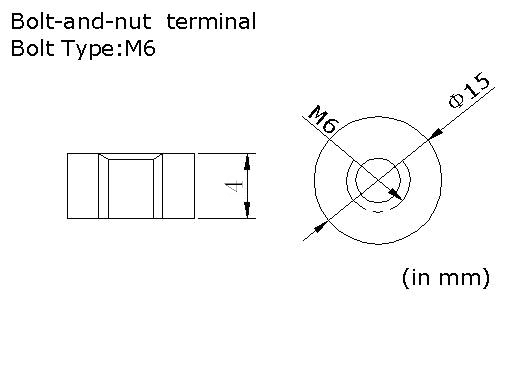 Bolt-and-nut terminal
Bolt Type:M6
M6
Φ15
4
(in mm)